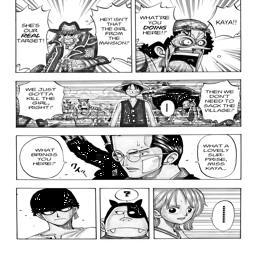 KAYA!!
WHAT'RE
YOU
DOING
HERE!?
HEY! ISN'T
THAT THE
GIRL
FROM
THE
MANSION?
SHE'S
OUR
REAL
TARGET!
THEN WE
DON'T
NEED TO
SACK THE
VILLAGE!
!
WE JUST
GOTTA
KILL THE
GIRL,
RIGHT!
WHAT A
LOVELY
SUR-
PRISE,
MISS
KAYA...
WHAT
BRINGS
YOU
HERE?
?